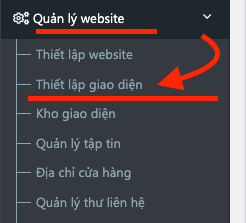 Quản lý website
Thiết lập website
Thiết lập giao diện
Kho giao diện
Quản lý tập tin
Địa chỉ cửa hàng
Quản lý thư liên hệ